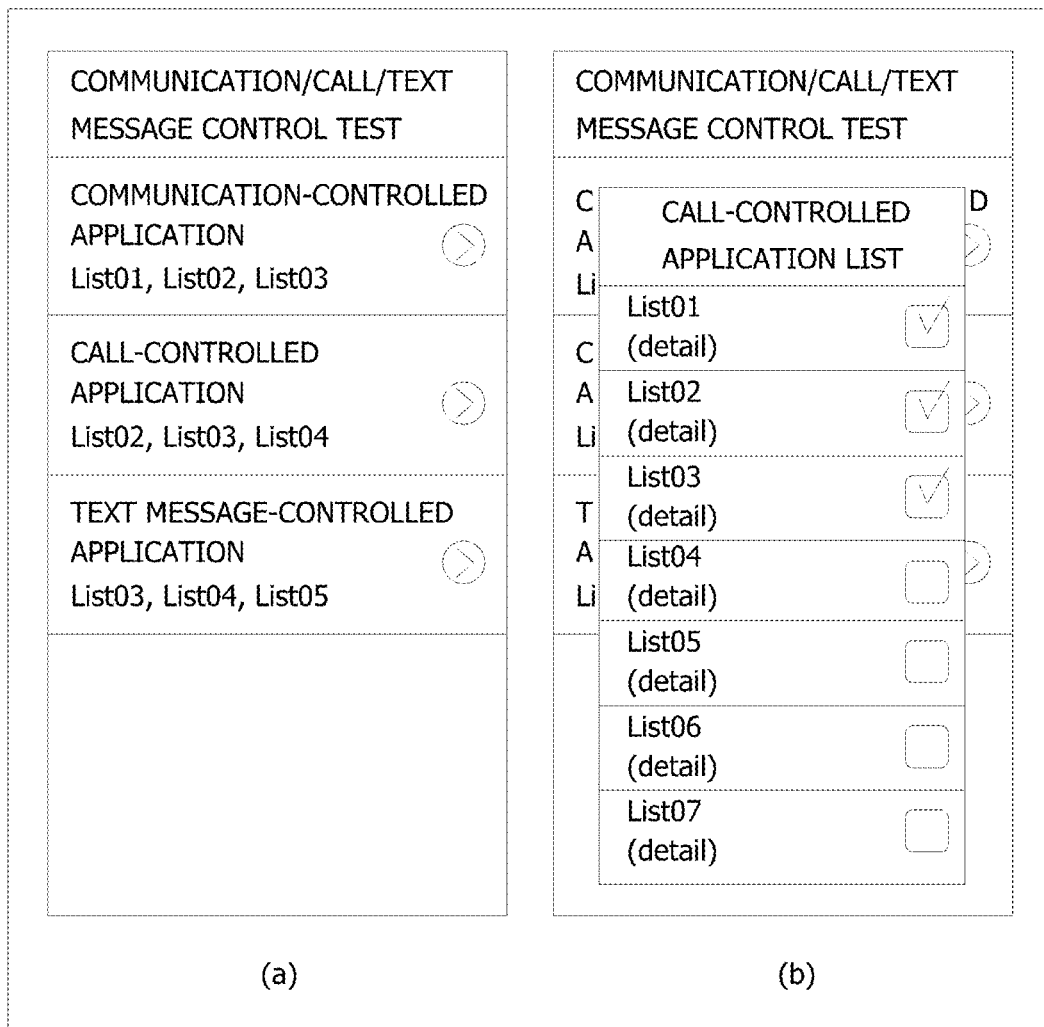 COMMUNICATION/CALL/TEXT
MESSAGE CONTROL TEST
COMMUNICATION-CONTROLLED
APPLICATION
List01, List02, List03
CALL-CONTROLLED
APPLICATION
List02, List03, List04
TEXT MESSAGE-CONTROLLED
APPLICATION
List03, List04, List05
(a)
COMMUNICATION/CALL/TEXT
MESSAGE CONTROL TEST
C
D
A
Li
C
A
Li
T
A
Li
CALL-CONTROLLED
APPLICATION LIST
List01
(detail)
List02
(detail)
List03
(detail)
List04
(detail)
List05
(detail)
List06
(detail)
List07
(detail)
(b)